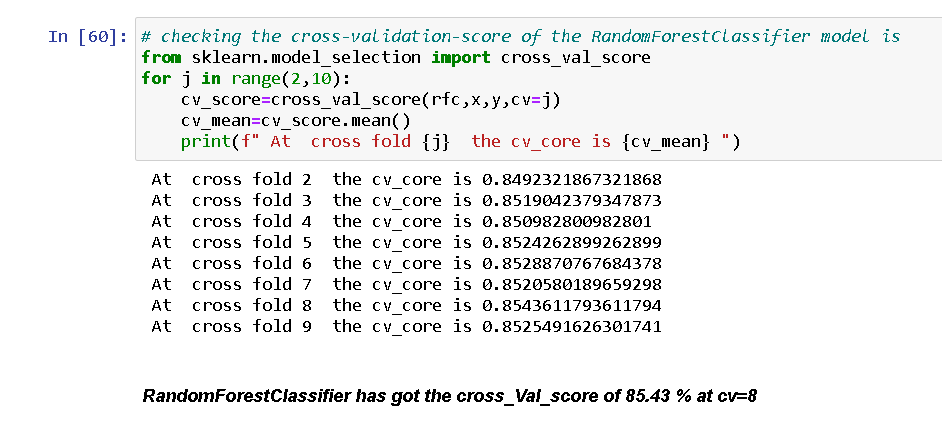 In [60]: # checking the cross-validation-score of the RandomForestClassifier model is
from sklearn.model_selection import cross_val_score
for j in range(2,10):
    cv_score=cross_val_score(rfc,x,y,cv=j)
    cv_mean=cv_score.mean()
    print(f" At  cross fold {j}  the cv_core is {cv_mean} ")
At  cross fold 2  the cv_core is 0.8492321867321868
At  cross fold 3  the cv_core is 0.8519042379347873
At  cross fold 4  the cv_core is 0.850982800982801
At  cross fold 5  the cv_core is 0.8524262899262899
At  cross fold 6  the cv_core is 0.8528870767684378
At  cross fold 7  the cv_core is 0.8520580189659298
At  cross fold 8  the cv_core is 0.8543611793611794
At  cross fold 9  the cv_core is 0.8525491626301741
RandomForestClassifier has got the cross_Val_score of 85.43 % at cv=8